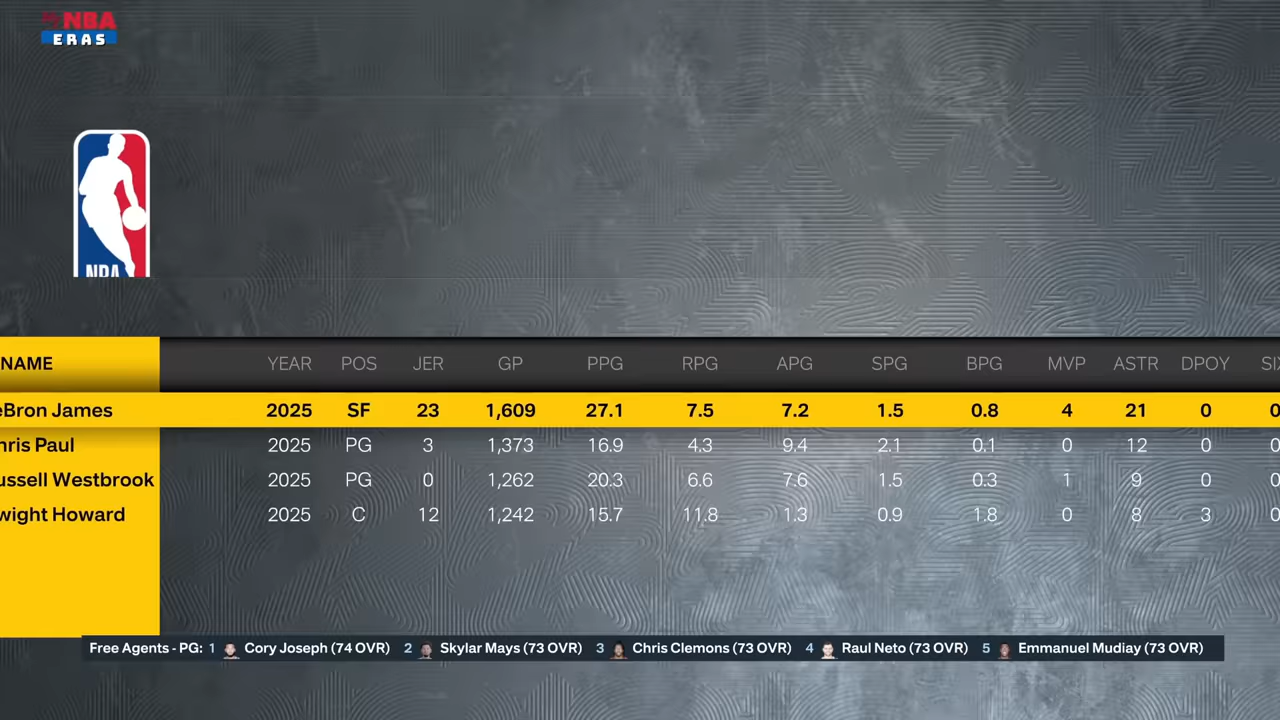 NBA
ERAS
NBA
NAME YEAR POS JER GP PPG RPG APG SPG BPG MVP ASTR DPOY SI
eBron James 2025 SF 23 1,609 27.1 7.5 7.2 1.5 0.8 4 21 0 0
hris Paul 2025 PG 3 1,373 16.9 4.3 9.4 2.1 0.1 0 12 0 0
ussell Westbrook 2025 PG 0 1,262 20.3 6.6 7.6 1.5 0.3 1 9 0 0
wight Howard 2025 C 12 1,242 15.7 11.8 1.3 0.9 1.8 0 8 3 0
Free Agents - PG: 1 Cory Joseph (74 OVR) 2 Skylar Mays (73 OVR) 3 Chris Clemons (73 OVR) 4 Raul Neto (73 OVR) 5 Emmanuel Mudiay (73 OVR)